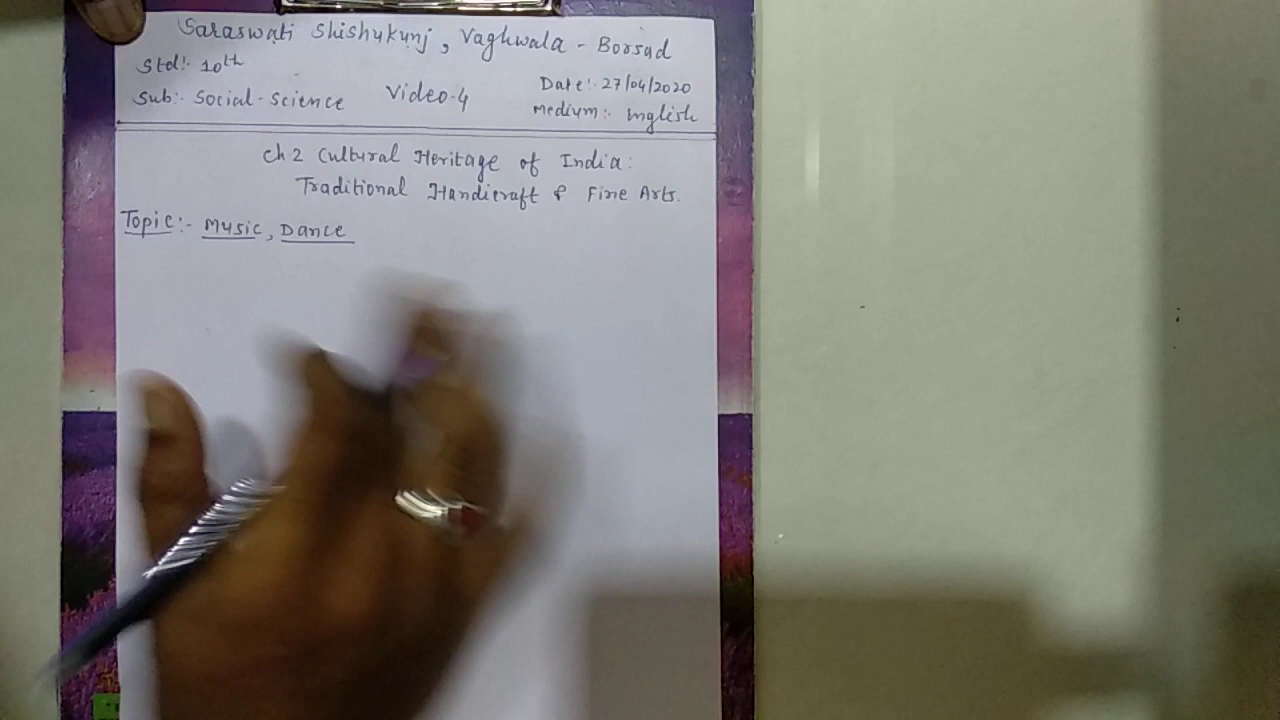 Saraswati Shishukunj, Vaghwala - Borsad
Std:- 10th
Date:- 27/04/2020
Sub:- Social-Science
Video-4
Medium:- English
Ch 2 Cultural Heritage of India:
Traditional Handicraft & Fine Arts.
Topic:- Music, Dance